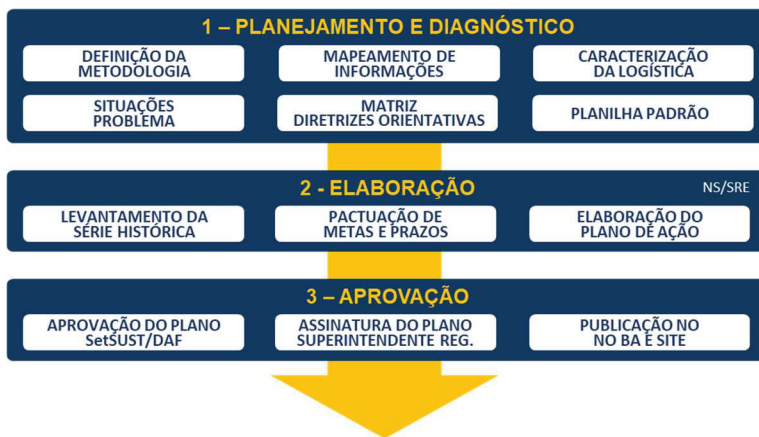 1 – PLANEJAMENTO E DIAGNÓSTICO
DEFINIÇÃO DA
METODOLOGIA
MAPEAMENTO DE
INFORMAÇÕES
CARACTERIZAÇÃO
DA LOGÍSTICA
SITUAÇÕES
PROBLEMA
MATRIZ
DIRETRIZES ORIENTATIVAS
PLANILHA PADRÃO
2 - ELABORAÇÃO
NS/SRE
LEVANTAMENTO DA
SÉRIE HISTÓRICA
PACTUAÇÃO DE
METAS E PRAZOS
ELABORAÇÃO DO
PLANO DE AÇÃO
3 – APROVAÇÃO
APROVAÇÃO DO PLANO
SetSUST/DAF
ASSINATURA DO PLANO
SUPERINTENDENTE REG.
PUBLICAÇÃO NO
NO BA E SITE